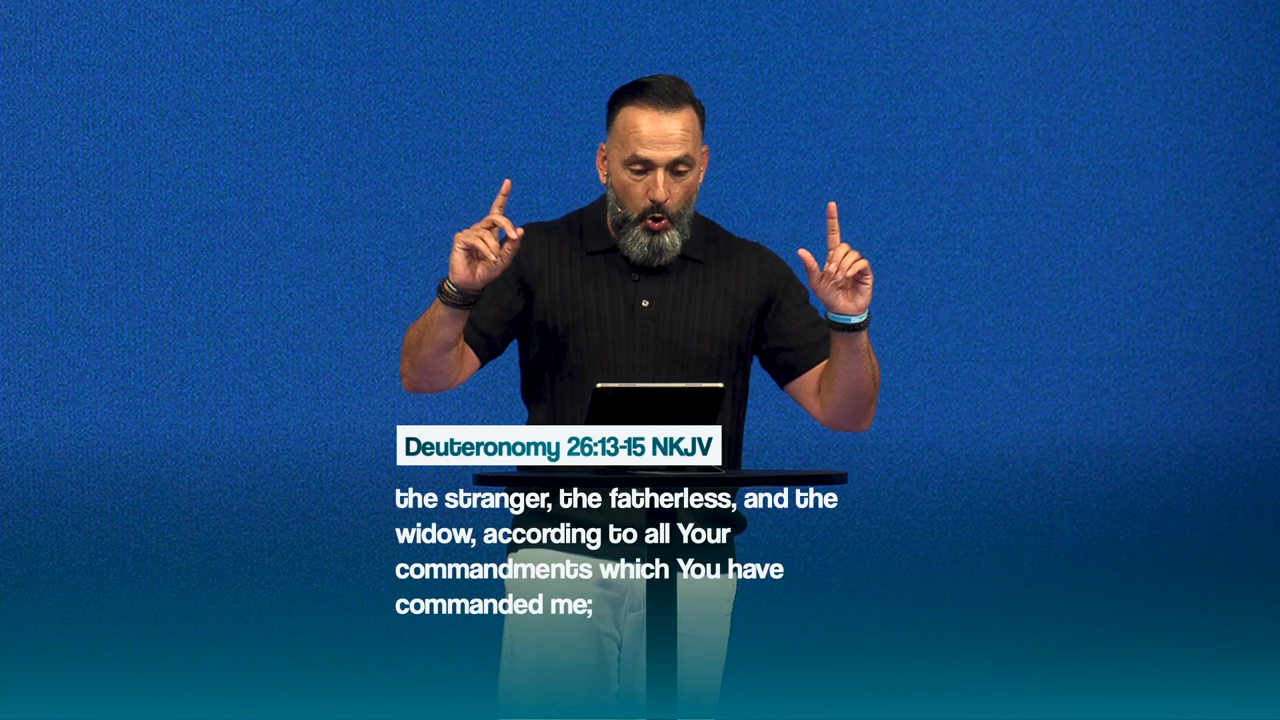 Deuteronomy 26:13-15 NKJV
the stranger, the fatherless, and the
widow, according to all Your
commandments which You have
commanded me;